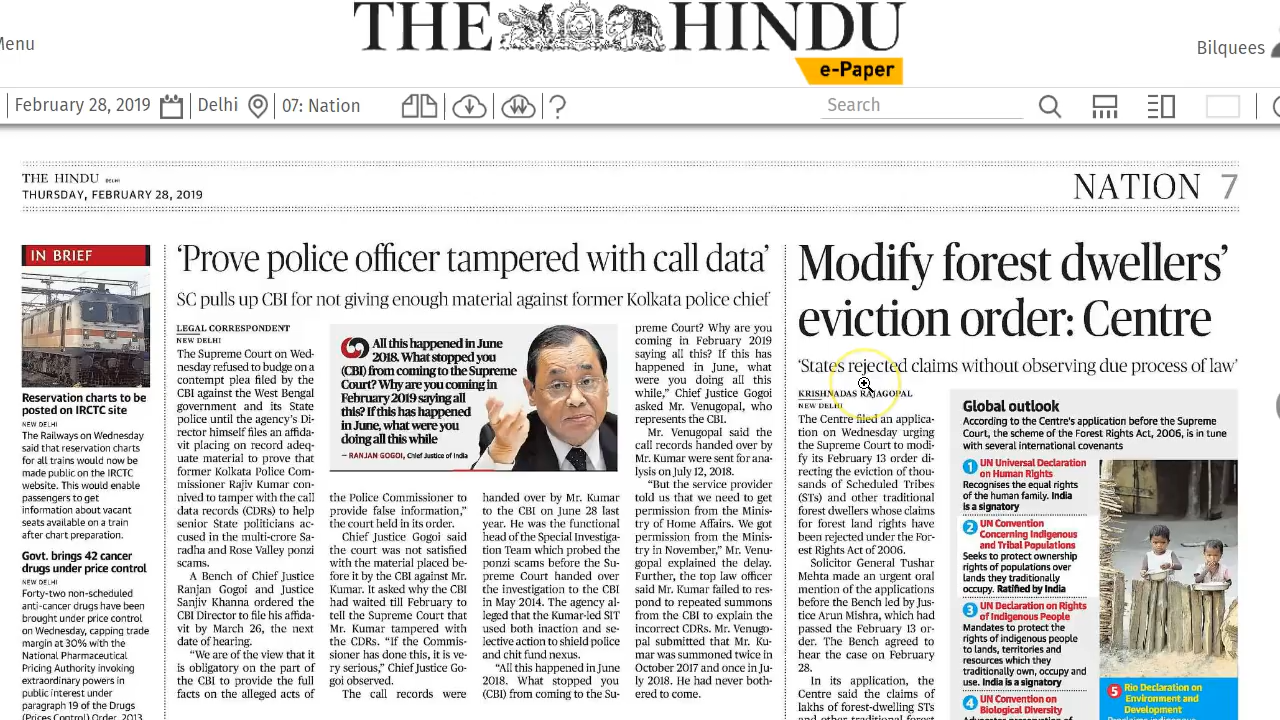 THE HINDU
e-Paper
Menu
Bilquees
February 28, 2019
Delhi
07: Nation
?
Search
THE HINDU DELHI
THURSDAY, FEBRUARY 28, 2019
NATION 7
IN BRIEF
Reservation charts to be
posted on IRCTC site
NEW DELHI
The Railways on Wednesday
said that reservation charts
for all trains would now be
made public on the IRCTC
website. This would enable
passengers to get
information about vacant
seats available on a train
after chart preparation.
Govt. brings 42 cancer
drugs under price control
NEW DELHI
Forty-two non-scheduled
anti-cancer drugs have been
brought under price control
on Wednesday, capping trade
margin at 30% with the
National Pharmaceutical
Pricing Authority invoking
extraordinary powers in
public interest under
paragraph 19 of the Drugs
(Prices Control) Order, 2013
‘Prove police officer tampered with call data’
SC pulls up CBI for not giving enough material against former Kolkata police chief
LEGAL CORRESPONDENT
NEW DELHI
The Supreme Court on Wed-
nesday refused to budge on a
contempt plea filed by the
CBI against the West Bengal
government and its State
police until the agency's Di-
rector himself files an affida-
vit placing on record adeq-
uate material to prove that
former Kolkata Police Com-
missioner Rajiv Kumar con-
nived to tamper with the call
data records (CDRs) to help
senior State politicians ac-
cused in the multi-crore Sa-
radha and Rose Valley ponzi
scams.
A Bench of Chief Justice
Ranjan Gogoi and Justice
Sanjiv Khanna ordered the
CBI Director to file his affida-
vit by March 26, the next
date of hearing.
“We are of the view that it
is obligatory on the part of
the CBI to provide the full
facts on the alleged acts of
All this happened in June
2018. What stopped you
(CBI) from coming to the Supreme
Court? Why are you coming in
February 2019 saying all
this? If this has happened
in June, what were you
doing all this while
— RANJAN GOGOI, Chief Justice of India
the Police Commissioner to
provide false information,”
the court held in its order.
Chief Justice Gogoi said
the court was not satisfied
with the material placed be-
fore it by the CBI against Mr.
Kumar. It asked why the CBI
had waited till February to
tell the Supreme Court that
Mr. Kumar tampered with
the CDRs. “If the Commis-
sioner has done this, it is ve-
ry serious,” Chief Justice Go-
goi observed.
The call records were
handed over by Mr. Kumar
to the CBI on June 28 last
year. He was the functional
head of the Special Investiga-
tion Team which probed the
ponzi scams before the Su-
preme Court handed over
the investigation to the CBI
in May 2014. The agency al-
leged that the Kumar-led SIT
used both inaction and se-
lective action to shield police
and chit fund nexus.
“All this happened in June
2018. What stopped you
(CBI) from coming to the Su-
preme Court? Why are you
coming in February 2019
saying all this? If this has
happened in June, what
were you doing all this
while,” Chief Justice Gogoi
asked Mr. Venugopal, who
represents the CBI.
Mr. Venugopal said the
call records handed over by
Mr. Kumar were sent for ana-
lysis on July 12, 2018.
“But the service provider
told us that we need to get
permission from the Minis-
try of Home Affairs. We got
permission from the Minis-
try in November,” Mr. Venu-
gopal explained the delay.
Further, the top law officer
said Mr. Kumar failed to res-
pond to repeated summons
from the CBI to explain the
incorrect CDRs. Mr. Venugo-
pal submitted that Mr. Ku-
mar was summoned twice in
October 2017 and once in Ju-
ly 2018. He had never both-
ered to come.
Modify forest dwellers’
eviction order: Centre
‘States rejected claims without observing due process of law’
KRISHNADAS RAJAGOPAL
NEW DELHI
The Centre filed an applica-
tion on Wednesday urging
the Supreme Court to modi-
fy its February 13 order di-
recting the eviction of thou-
sands of Scheduled Tribes
(STs) and other traditional
forest dwellers whose claims
for forest land rights have
been rejected under the For-
est Rights Act of 2006.
Solicitor General Tushar
Mehta made an urgent oral
mention of the applications
before the Bench led by Jus-
tice Arun Mishra, which had
passed the February 13 or-
der. The Bench agreed to
hear the case on February
28.
In its application, the
Centre said the claims of
lakhs of forest-dwelling STs
and other traditional forest
Global outlook
According to the Centre's application before the Supreme
Court, the scheme of the Forest Rights Act, 2006, is in tune
with several international covenants
1 UN Universal Declaration
on Human Rights
Recognises the equal rights
of the human family. India
is a signatory
2 UN Convention
Concerning Indigenous
and Tribal Populations
Seeks to protect ownership
rights of populations over
lands they traditionally
occupy. Ratified by India
3 UN Declaration on Rights
of Indigenous People
Mandates to protect the
rights of indigenous people
to lands, territories and
resources which they
traditionally own, occupy and
use. India is a signatory
4 UN Convention on
Biological Diversity
5 Rio Declaration on
Environment and
Development